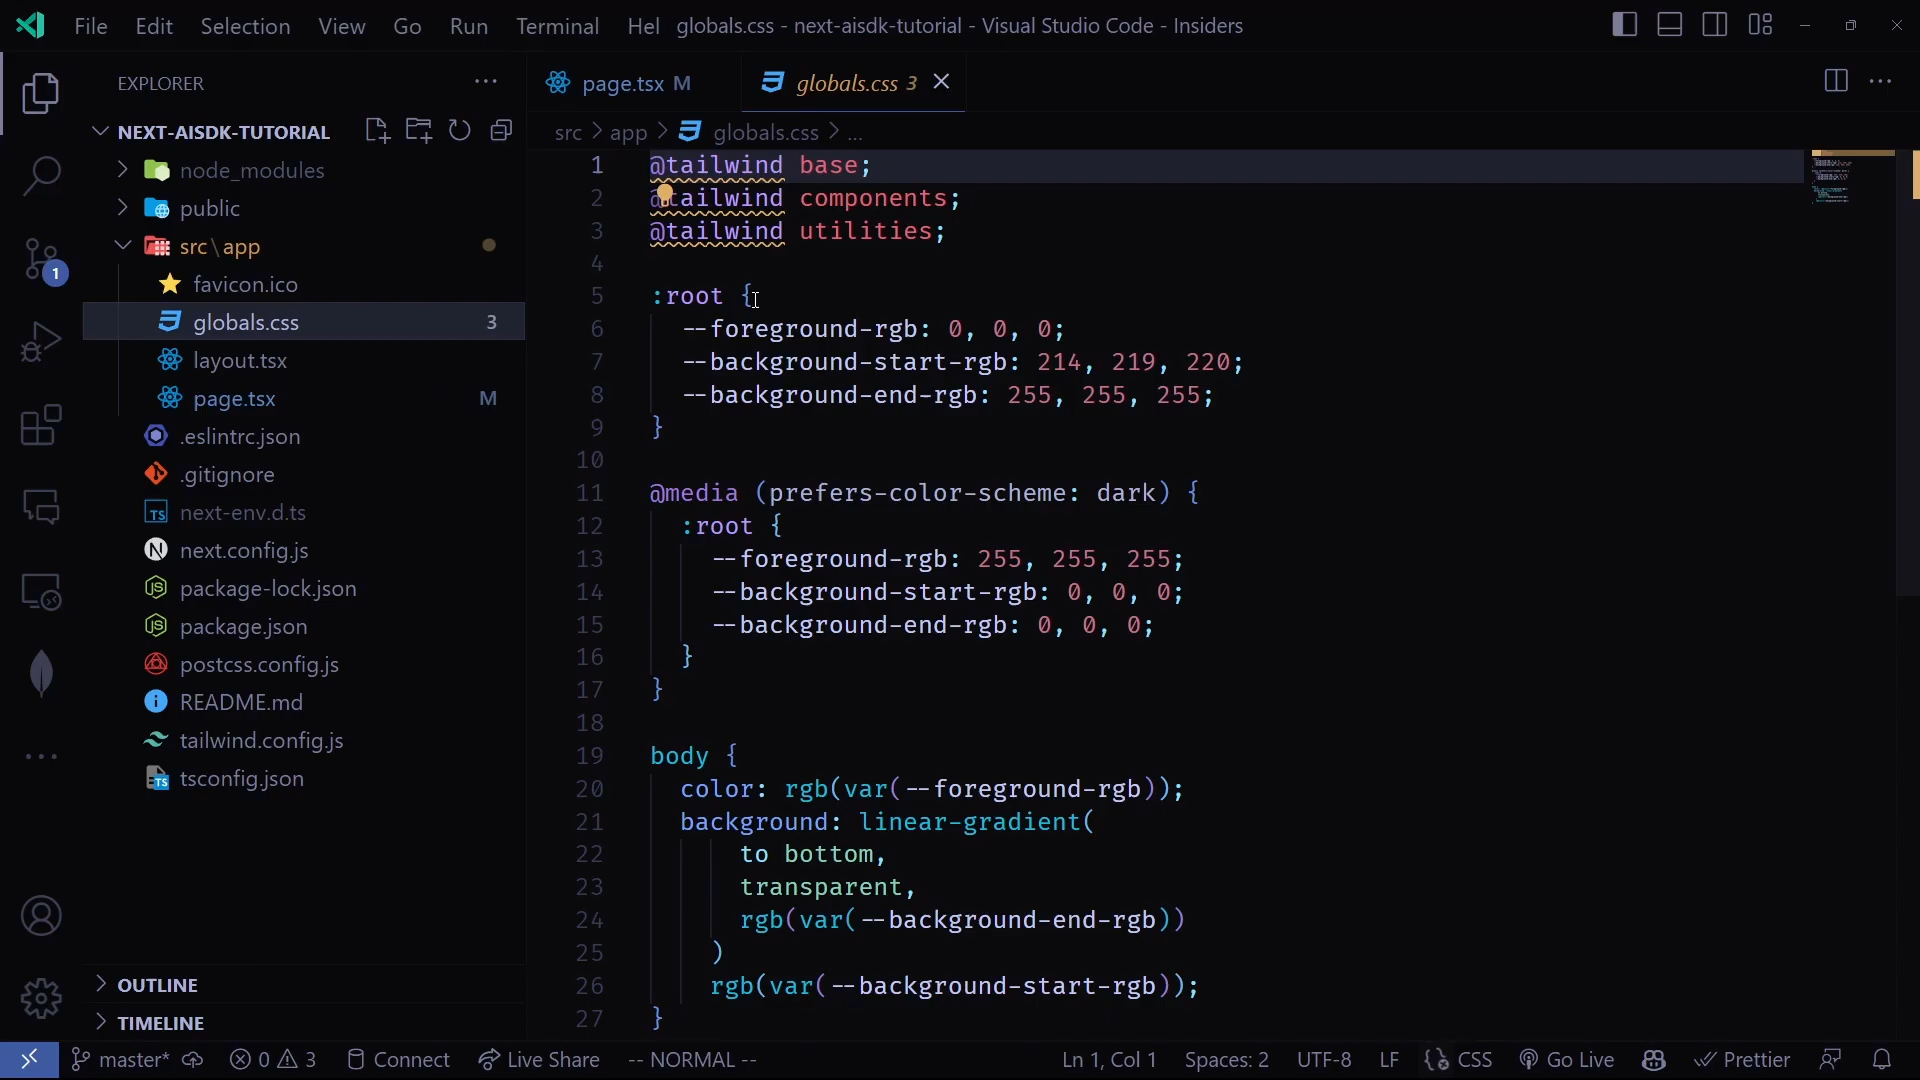 File Edit Selection View Go Run Terminal Hel globals.css - next-aisdk-tutorial - Visual Studio Code - Insiders
EXPLORER
NEXT-AISDK-TUTORIAL
node_modules
public
src\app
favicon.ico
globals.css 3
layout.tsx
page.tsx M
.eslintrc.json
.gitignore
next-env.d.ts
next.config.js
package-lock.json
package.json
postcss.config.js
README.md
tailwind.config.js
tsconfig.json
OUTLINE
TIMELINE
1
page.tsx M globals.css 3
src > app > globals.css > ...
1 @tailwind base;
2 @tailwind components;
3 @tailwind utilities;
4
5 :root {
6 --foreground-rgb: 0, 0, 0;
7 --background-start-rgb: 214, 219, 220;
8 --background-end-rgb: 255, 255, 255;
9 }
10
11 @media (prefers-color-scheme: dark) {
12 :root {
13 --foreground-rgb: 255, 255, 255;
14 --background-start-rgb: 0, 0, 0;
15 --background-end-rgb: 0, 0, 0;
16 }
17 }
18
19 body {
20 color: rgb(var(--foreground-rgb));
21 background: linear-gradient(
22 to bottom,
23 transparent,
24 rgb(var(--background-end-rgb))
25 )
26 rgb(var(--background-start-rgb));
27 }
master* 0 3 Connect Live Share -- NORMAL -- Ln 1, Col 1 Spaces: 2 UTF-8 LF CSS Go Live Prettier